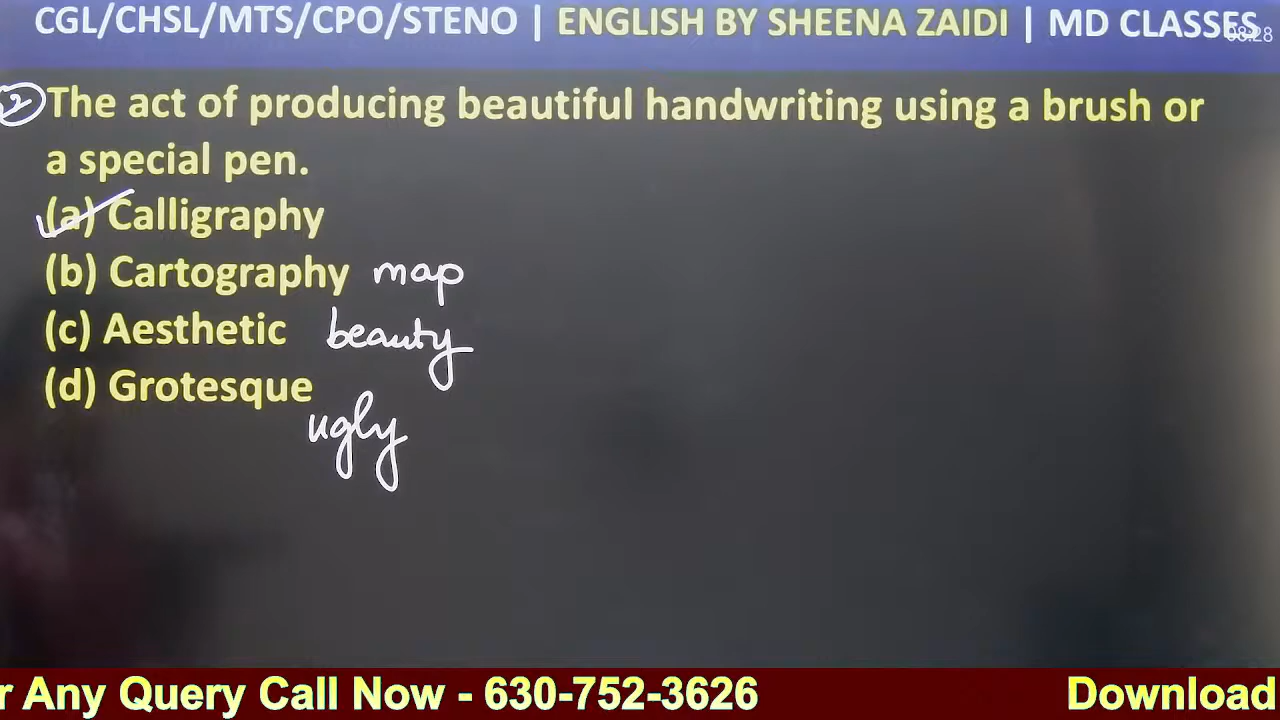 CGL/CHSL/MTS/CPO/STENO | ENGLISH BY SHEENA ZAIDI | MD CLASSES
08:28
2 The act of producing beautiful handwriting using a brush or
a special pen.
(a) Calligraphy
(b) Cartography map
(c) Aesthetic beauty
(d) Grotesque
ugly
r Any Query Call Now - 630-752-3626 Download